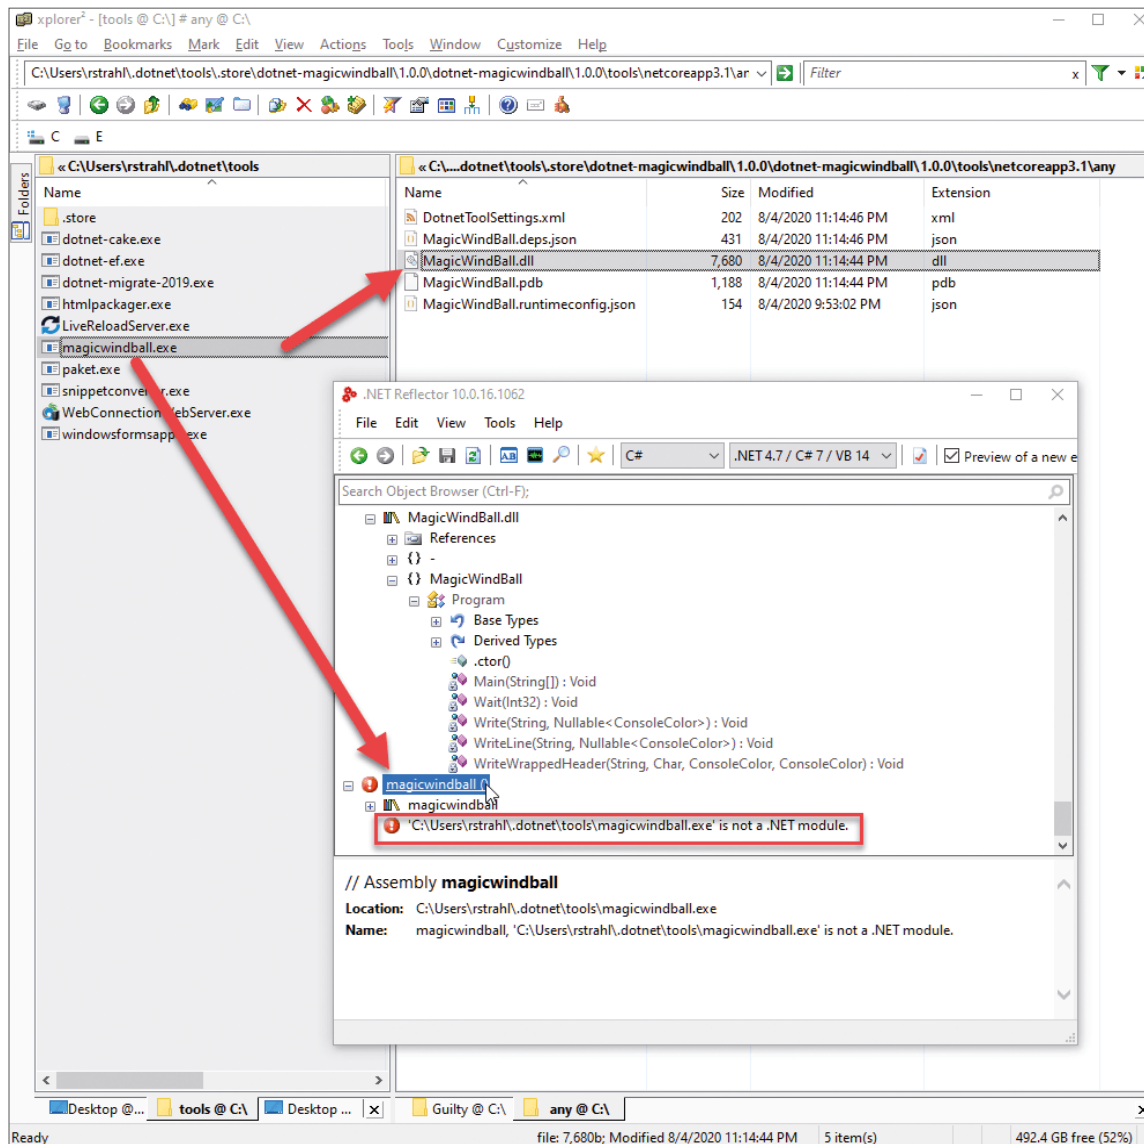 xplorer² - [tools @ C:\] # any @ C:\
File Go to Bookmarks Mark Edit View Actions Tools Window Customize Help
C:\Users\rstrahl\.dotnet\tools\.store\dotnet-magicwindball\1.0.0\dotnet-magicwindball\1.0.0\tools\netcoreapp3.1\ar Filter x
C E
Folders
« C:\Users\rstrahl\.dotnet\tools
Name
.store
dotnet-cake.exe
dotnet-ef.exe
dotnet-migrate-2019.exe
htmlpackager.exe
LiveReloadServer.exe
magicwindball.exe
paket.exe
snippetconver r.exe
WebConnection ebServer.exe
windowsformsapp exe
« C:\....dotnet\tools\.store\dotnet-magicwindball\1.0.0\dotnet-magicwindball\1.0.0\tools\netcoreapp3.1\any
Name Size Modified Extension
DotnetToolSettings.xml 202 8/4/2020 11:14:46 PM xml
MagicWindBall.deps.json 431 8/4/2020 11:14:46 PM json
MagicWindBall.dll 7,680 8/4/2020 11:14:44 PM dll
MagicWindBall.pdb 1,188 8/4/2020 11:14:44 PM pdb
MagicWindBall.runtimeconfig.json 154 8/4/2020 9:53:02 PM json
.NET Reflector 10.0.16.1062
File Edit View Tools Help
C# .NET 4.7 / C# 7 / VB 14 Preview of a new e
Search Object Browser (Ctrl-F);
MagicWindBall.dll
References
{} -
{} MagicWindBall
Program
Base Types
Derived Types
.ctor()
Main(String[]) : Void
Wait(Int32) : Void
Write(String, Nullable<ConsoleColor>) : Void
WriteLine(String, Nullable<ConsoleColor>) : Void
WriteWrappedHeader(String, Char, ConsoleColor, ConsoleColor) : Void
magicwindball ()
magicwindball
'C:\Users\rstrahl\.dotnet\tools\magicwindball.exe' is not a .NET module.
// Assembly magicwindball
Location: C:\Users\rstrahl\.dotnet\tools\magicwindball.exe
Name: magicwindball, 'C:\Users\rstrahl\.dotnet\tools\magicwindball.exe' is not a .NET module.
Desktop @... tools @ C:\ Desktop ... x Guilty @ C:\ any @ C:\
Ready file: 7,680b; Modified 8/4/2020 11:14:44 PM 5 item(s) 492.4 GB free (52%)